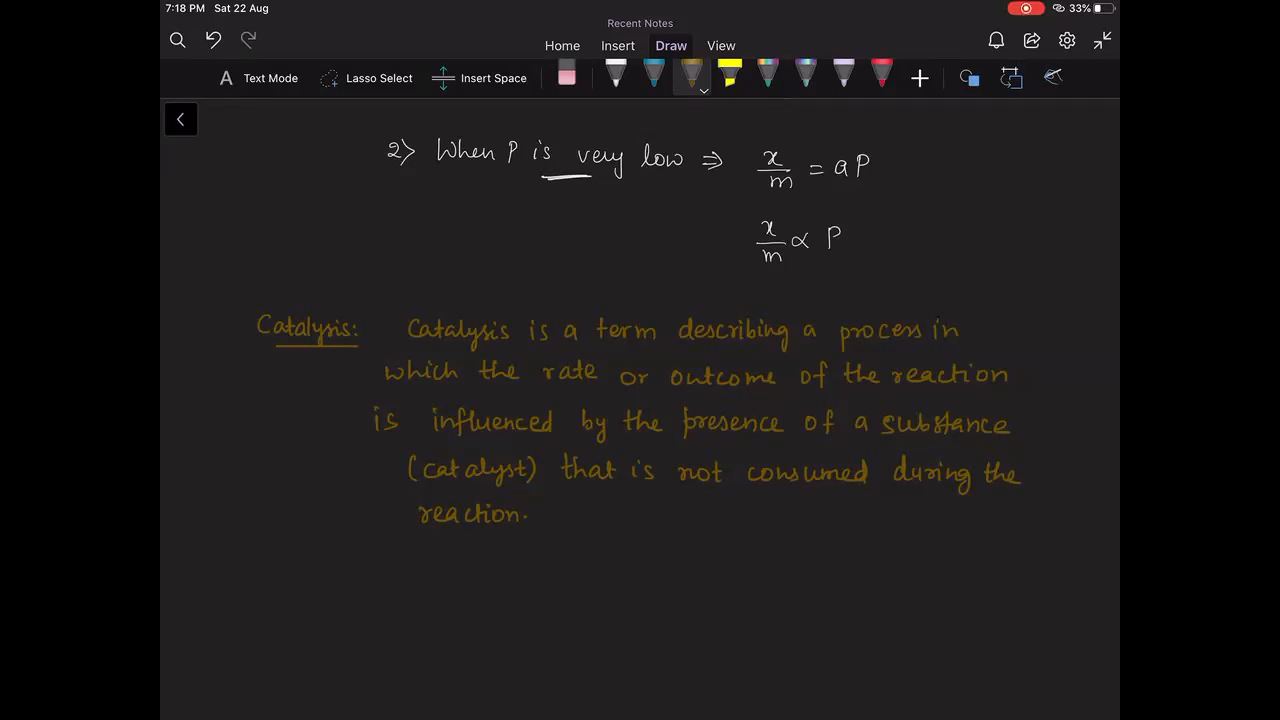 7:18 PM Sat 22 Aug 33%
Recent Notes
Home Insert Draw View
A Text Mode Lasso Select Insert Space
2> When P is very low ⇒ x/m = aP
x/m ∝ P
Catalysis: Catalysis is a term describing a process in
which the rate or outcome of the reaction
is influenced by the presence of a substance
(catalyst) that is not consumed during the
reaction.